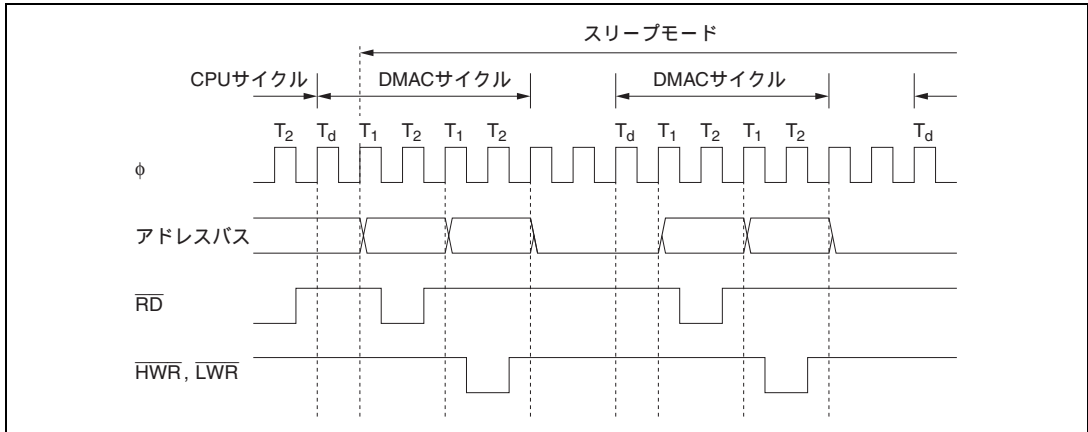 スリープモード
CPUサイクル DMACサイクル DMACサイクル
T2 Td T1 T2 T1 T2 Td T1 T2 T1 T2 Td
φ
アドレスバス
RD
HWR, LWR